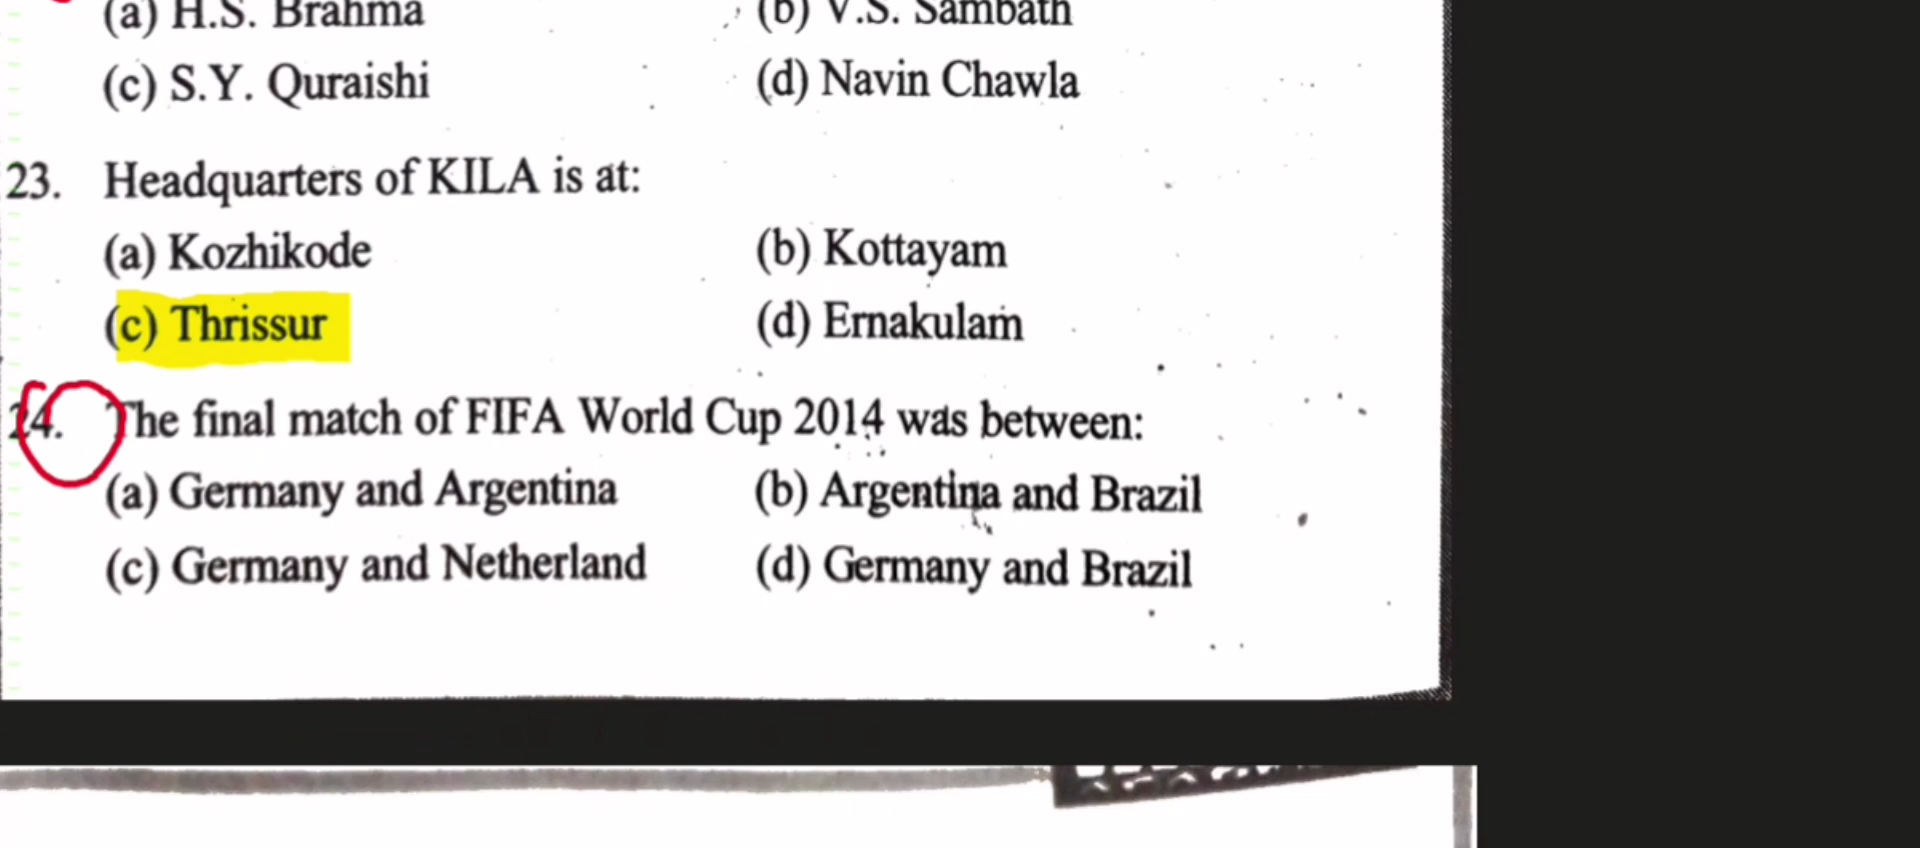 (a) H.S. Brahma (b) V.S. Sambath
(c) S.Y. Quraishi (d) Navin Chawla
23. Headquarters of KILA is at:
(a) Kozhikode (b) Kottayam
(c) Thrissur (d) Ernakulam
24. The final match of FIFA World Cup 2014 was between:
(a) Germany and Argentina (b) Argentina and Brazil
(c) Germany and Netherland (d) Germany and Brazil